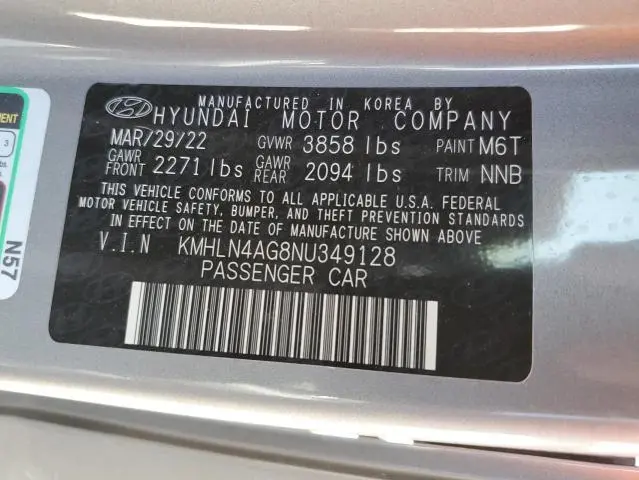 MANUFACTURED IN KOREA BY
HYUNDAI MOTOR COMPANY
MAR/29/22 GVWR 3858 lbs PAINT M6T
GAWR FRONT 2271 lbs GAWR REAR 2094 lbs TRIM NNB
THIS VEHICLE CONFORMS TO ALL APPLICABLE U.S.A. FEDERAL
MOTOR VEHICLE SAFETY, BUMPER, AND THEFT PREVENTION STANDARDS
IN EFFECT ON THE DATE OF MANUFACTURE SHOWN ABOVE
V.I.N KMHLN4AG8NU349128
PASSENGER CAR
3
N57